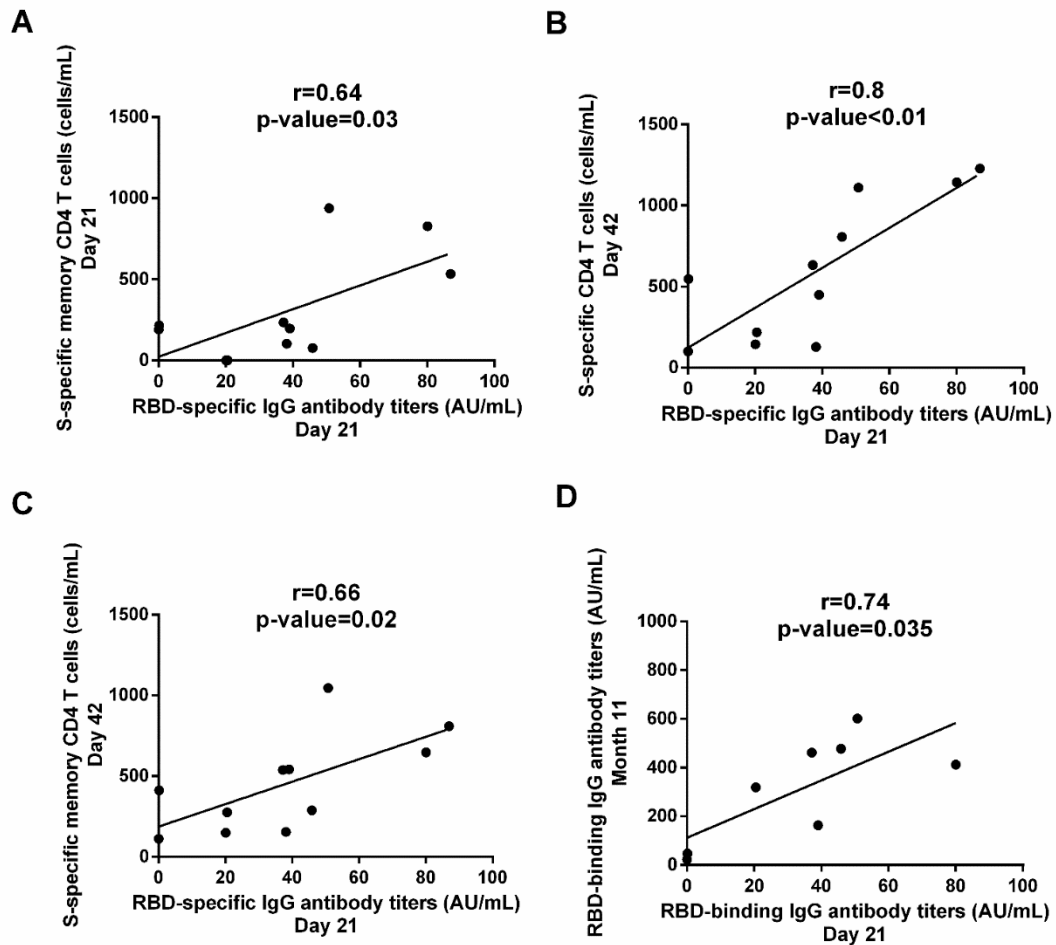 A
r=0.64
p-value=0.03
S-specific memory CD4 T cells (cells/mL)
Day 21
1500
1000
500
0
0 20 40 60 80 100
RBD-specific IgG antibody titers (AU/mL)
Day 21
B
r=0.8
p-value<0.01
S-specific CD4 T cells (cells/mL)
Day 42
1500
1000
500
0
0 20 40 60 80 100
RBD-specific IgG antibody titers (AU/mL)
Day 21
C
r=0.66
p-value=0.02
S-specific memory CD4 T cells (cells/mL)
Day 42
1500
1000
500
0
0 20 40 60 80 100
RBD-specific IgG antibody titers (AU/mL)
Day 21
D
r=0.74
p-value=0.035
RBD-binding IgG antibody titers (AU/mL)
Month 11
1000
800
600
400
200
0
0 20 40 60 80 100
RBD-binding IgG antibody titers (AU/mL)
Day 21